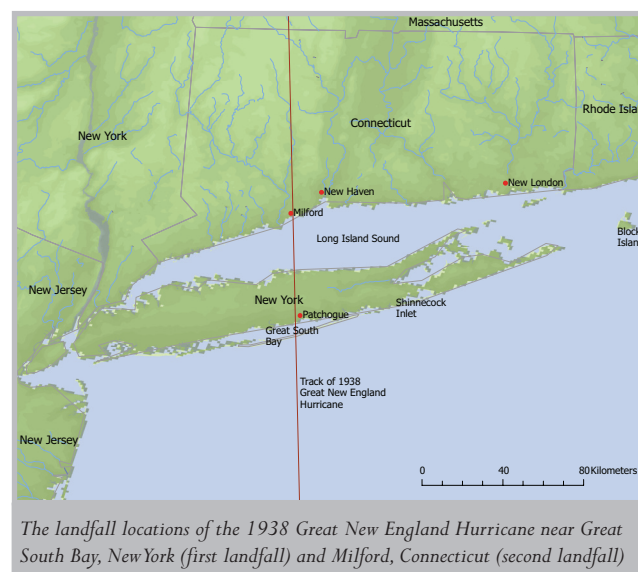 Massachusetts
Rhode Isla
Connecticut
New York
New Haven
New London
Milford
Long Island Sound
Block
Islan
New Jersey
New York
Shinnecock
Inlet
Patchogue
Great South
Bay
Track of 1938
Great New England
Hurricane
New Jersey
0 40 80 Kilometers
The landfall locations of the 1938 Great New England Hurricane near Great
South Bay, New York (first landfall) and Milford, Connecticut (second landfall)